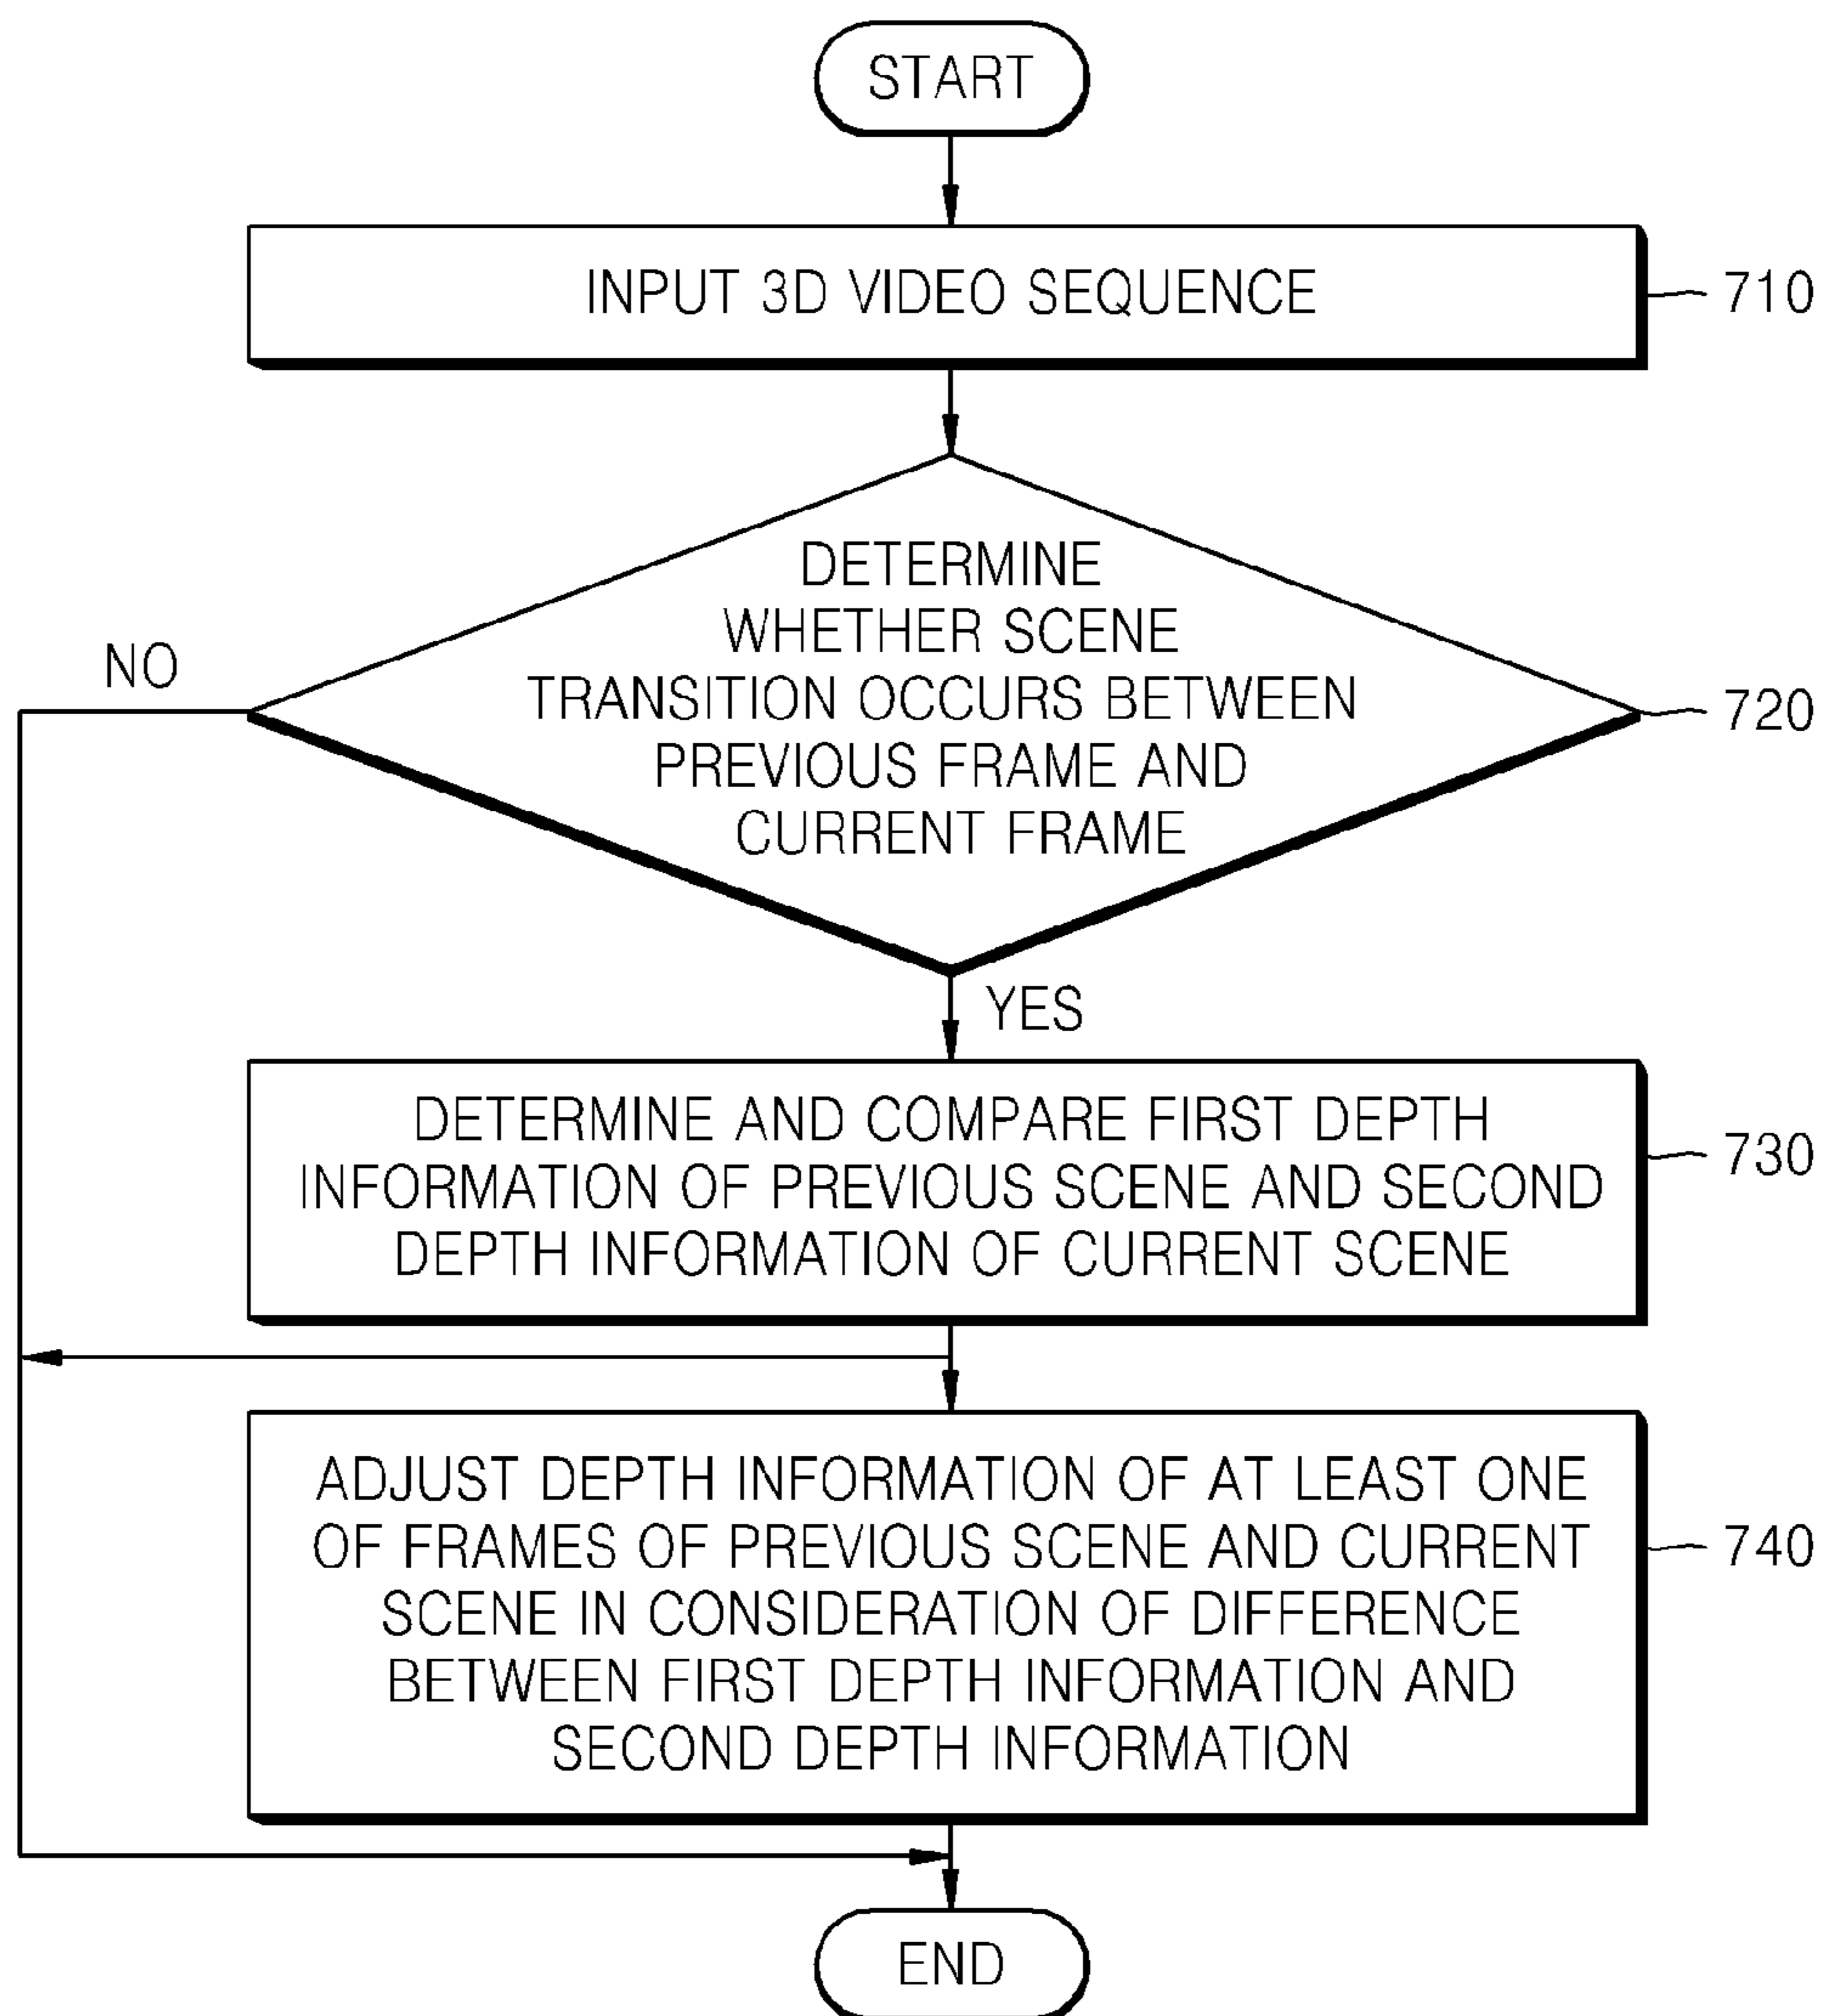 START
INPUT 3D VIDEO SEQUENCE
710
DETERMINE
WHETHER SCENE
TRANSITION OCCURS BETWEEN
PREVIOUS FRAME AND
CURRENT FRAME
NO
720
YES
DETERMINE AND COMPARE FIRST DEPTH
INFORMATION OF PREVIOUS SCENE AND SECOND
DEPTH INFORMATION OF CURRENT SCENE
730
ADJUST DEPTH INFORMATION OF AT LEAST ONE
OF FRAMES OF PREVIOUS SCENE AND CURRENT
SCENE IN CONSIDERATION OF DIFFERENCE
BETWEEN FIRST DEPTH INFORMATION AND
SECOND DEPTH INFORMATION
740
END